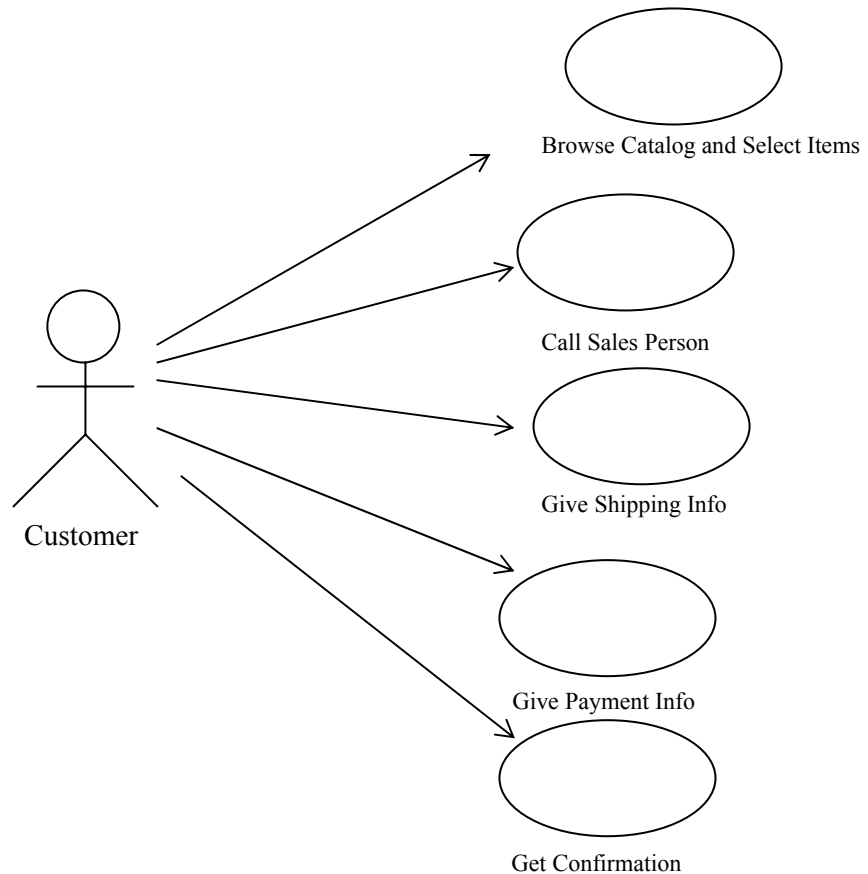 Browse Catalog and Select Items
Call Sales Person
Give Shipping Info
Customer
Give Payment Info
Get Confirmation